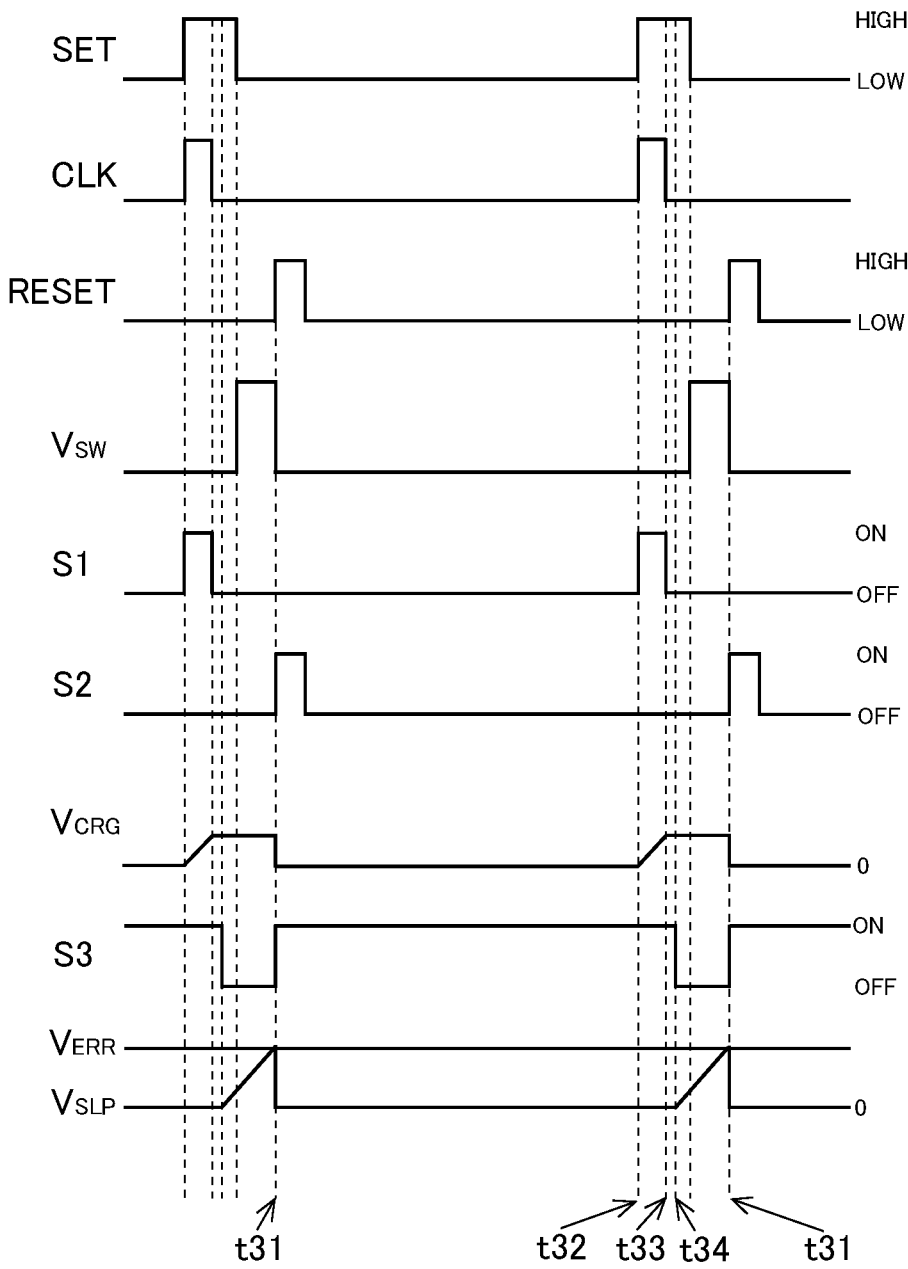 HIGH
SET
LOW
CLK
HIGH
RESET
LOW
VSW
ON
S1
OFF
ON
S2
OFF
VCRG
0
ON
S3
OFF
VERR
VSLP
0
t31 t32 t33 t34 t31